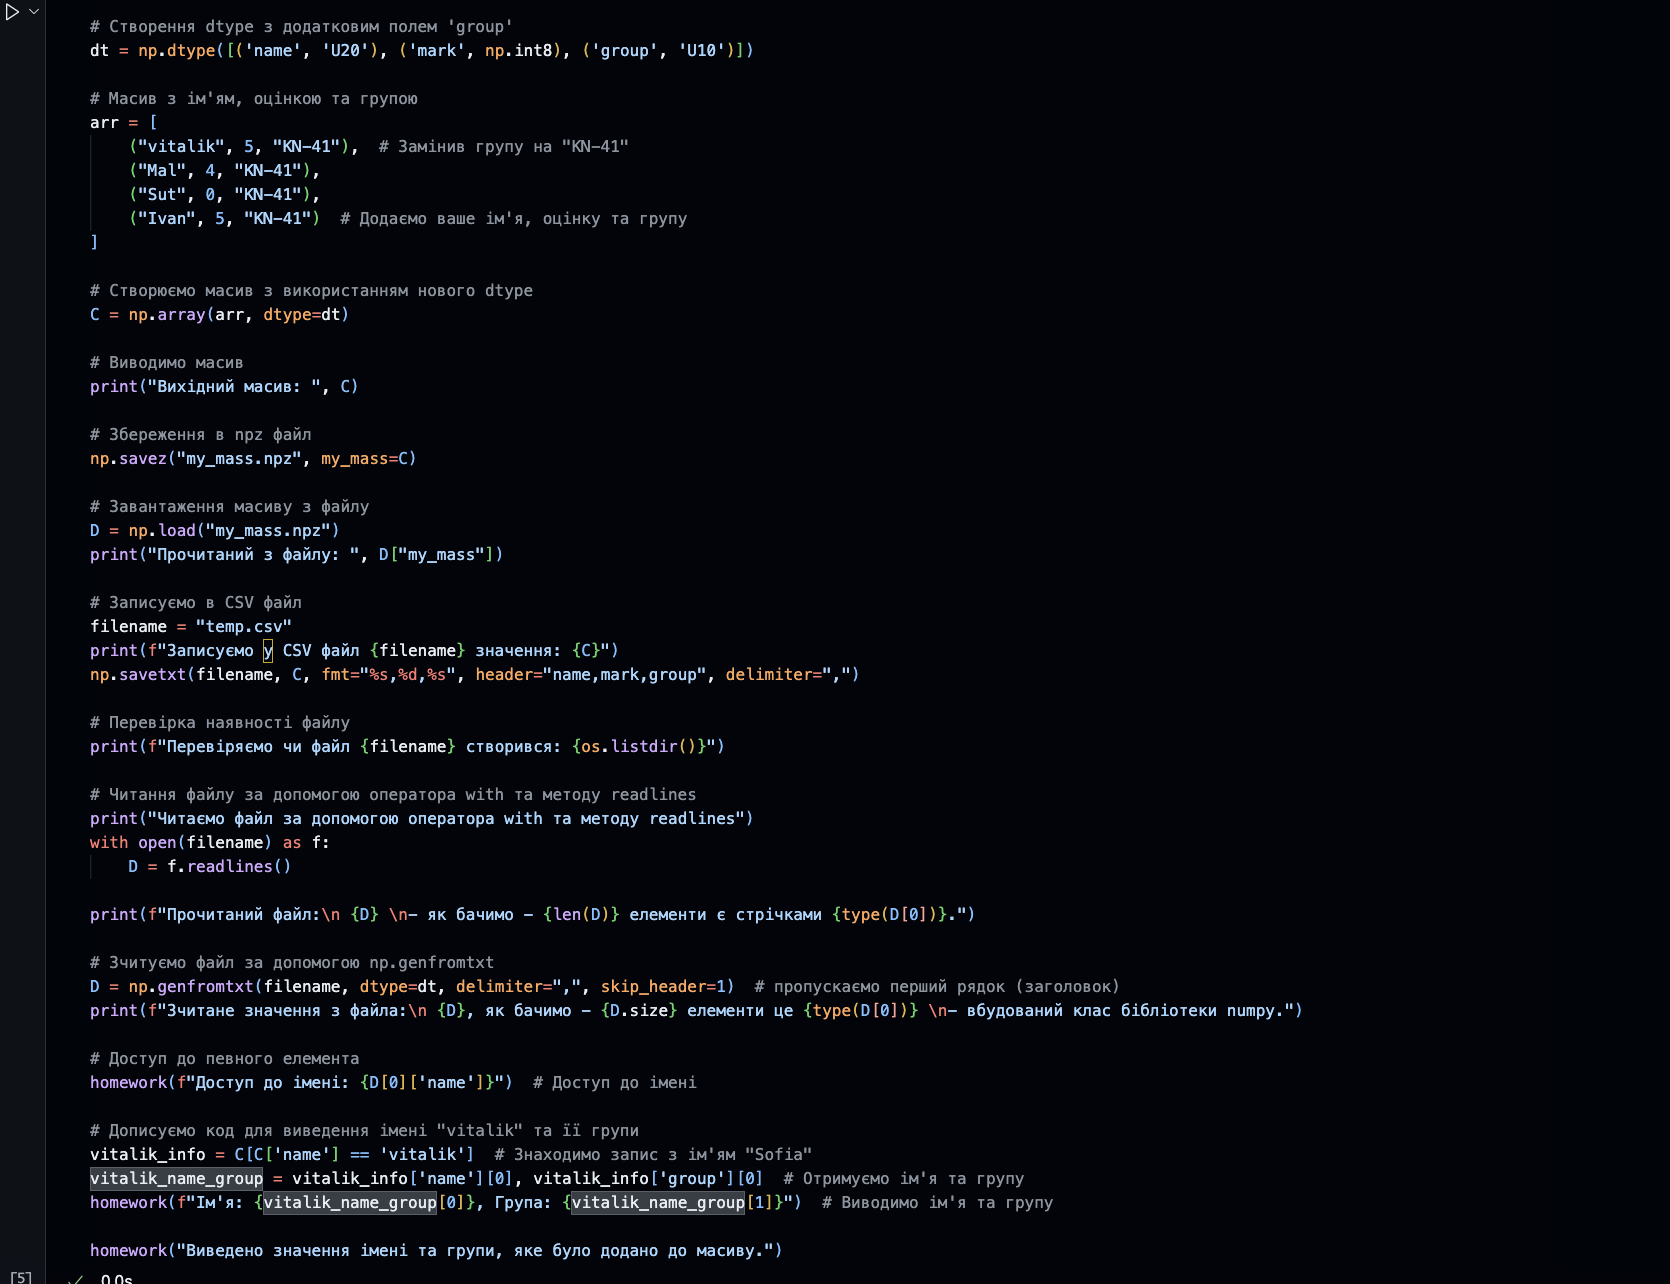 # Створення dtype з додатковим полем 'group'
dt = np.dtype([('name', 'U20'), ('mark', np.int8), ('group', 'U10')])
# Масив з ім'ям, оцінкою та групою
arr = [
("vitalik", 5, "KN-41"),  # Замінив групу на "KN-41"
("Mal", 4, "KN-41"),
("Sut", 0, "KN-41"),
("Ivan", 5, "KN-41")  # Додаємо ваше ім'я, оцінку та групу
]
# Створюємо масив з використанням нового dtype
C = np.array(arr, dtype=dt)
# Виводимо масив
print("Вихідний масив: ", C)
# Збереження в npz файл
np.savez("my_mass.npz", my_mass=C)
# Завантаження масиву з файлу
D = np.load("my_mass.npz")
print("Прочитаний з файлу: ", D["my_mass"])
# Записуємо в CSV файл
filename = "temp.csv"
print(f"Записуємо у CSV файл {filename} значення: {C}")
np.savetxt(filename, C, fmt="%s,%d,%s", header="name,mark,group", delimiter=",")
# Перевірка наявності файлу
print(f"Перевіряємо чи файл {filename} створився: {os.listdir()}")
# Читання файлу за допомогою оператора with та методу readlines
print("Читаємо файл за допомогою оператора with та методу readlines")
with open(filename) as f:
D = f.readlines()
print(f"Прочитаний файл:\n {D} \n- як бачимо - {len(D)} елементи є стрічками {type(D[0])}.")
# Зчитуємо файл за допомогою np.genfromtxt
D = np.genfromtxt(filename, dtype=dt, delimiter=",", skip_header=1)  # пропускаємо перший рядок (заголовок)
print(f"Зчитане значення з файла:\n {D}, як бачимо - {D.size} елементи це {type(D[0])} \n- вбудований клас бібліотеки numpy.")
# Доступ до певного елемента
homework(f"Доступ до імені: {D[0]['name']}")  # Доступ до імені
# Дописуємо код для виведення імені "vitalik" та її групи
vitalik_info = C[C['name'] == 'vitalik']  # Знаходимо запис з ім'ям "Sofia"
vitalik_name_group = vitalik_info['name'][0], vitalik_info['group'][0]  # Отримуємо ім'я та групу
homework(f"Ім'я: {vitalik_name_group[0]}, Група: {vitalik_name_group[1]}")  # Виводимо ім'я та групу
homework("Виведено значення імені та групи, яке було додано до масиву.")
[5] ✓ 0.0s